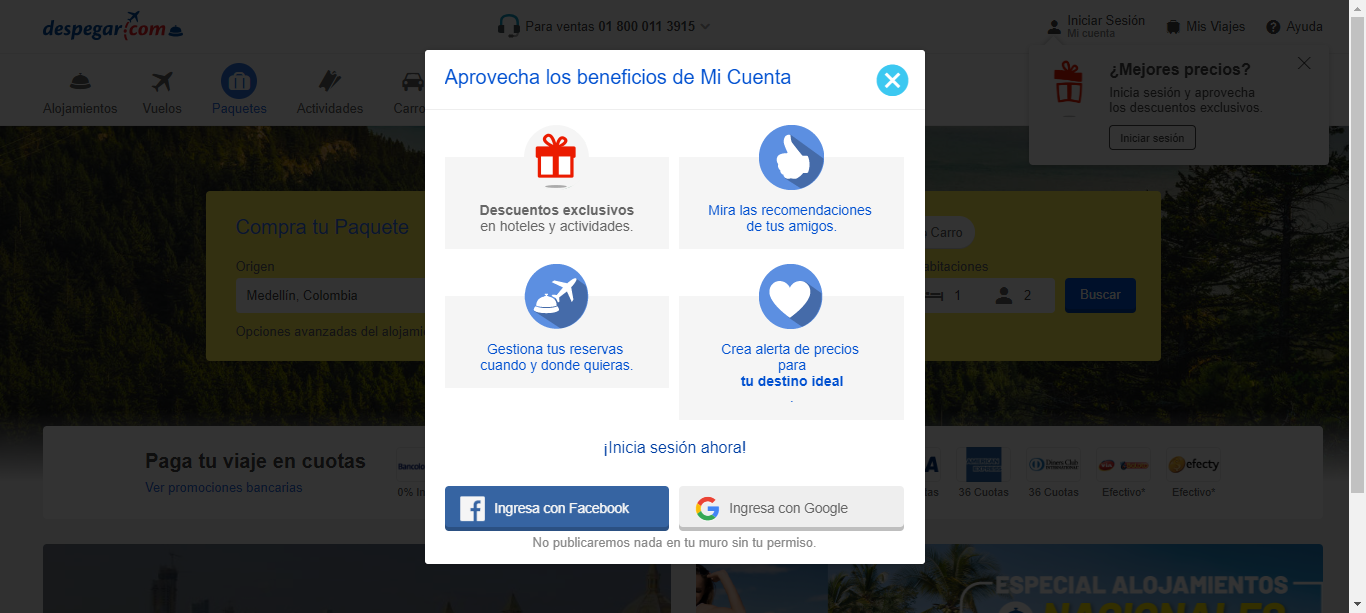 despegar.com
Para ventas 01 800 011 3915
Iniciar Sesión
Mi cuenta
Mis Viajes
Ayuda
Alojamientos
Vuelos
Paquetes
Actividades
¿Mejores precios?
Inicia sesión y aprovecha
los descuentos exclusivos.
Iniciar sesión
Aprovecha los beneficios de Mi Cuenta
Descuentos exclusivos
en hoteles y actividades.
Mira las recomendaciones
de tus amigos.
Gestiona tus reservas
cuando y donde quieras.
Crea alerta de precios
para
tu destino ideal
.
¡Inicia sesión ahora!
Ingresa con Facebook
Ingresa con Google
No publicaremos nada en tu muro sin tu permiso.
Compra tu Paquete
Carro
Origen
Medellín, Colombia
1
2
Buscar
Opciones avanzadas del
Paga tu viaje en cuotas
Ver promociones bancarias
0%
36 Cuotas
36 Cuotas
Diners Club
INTERNATIONAL
Efectivo*
efecty
Efectivo*
ESPECIAL ALOJAMIENTOS